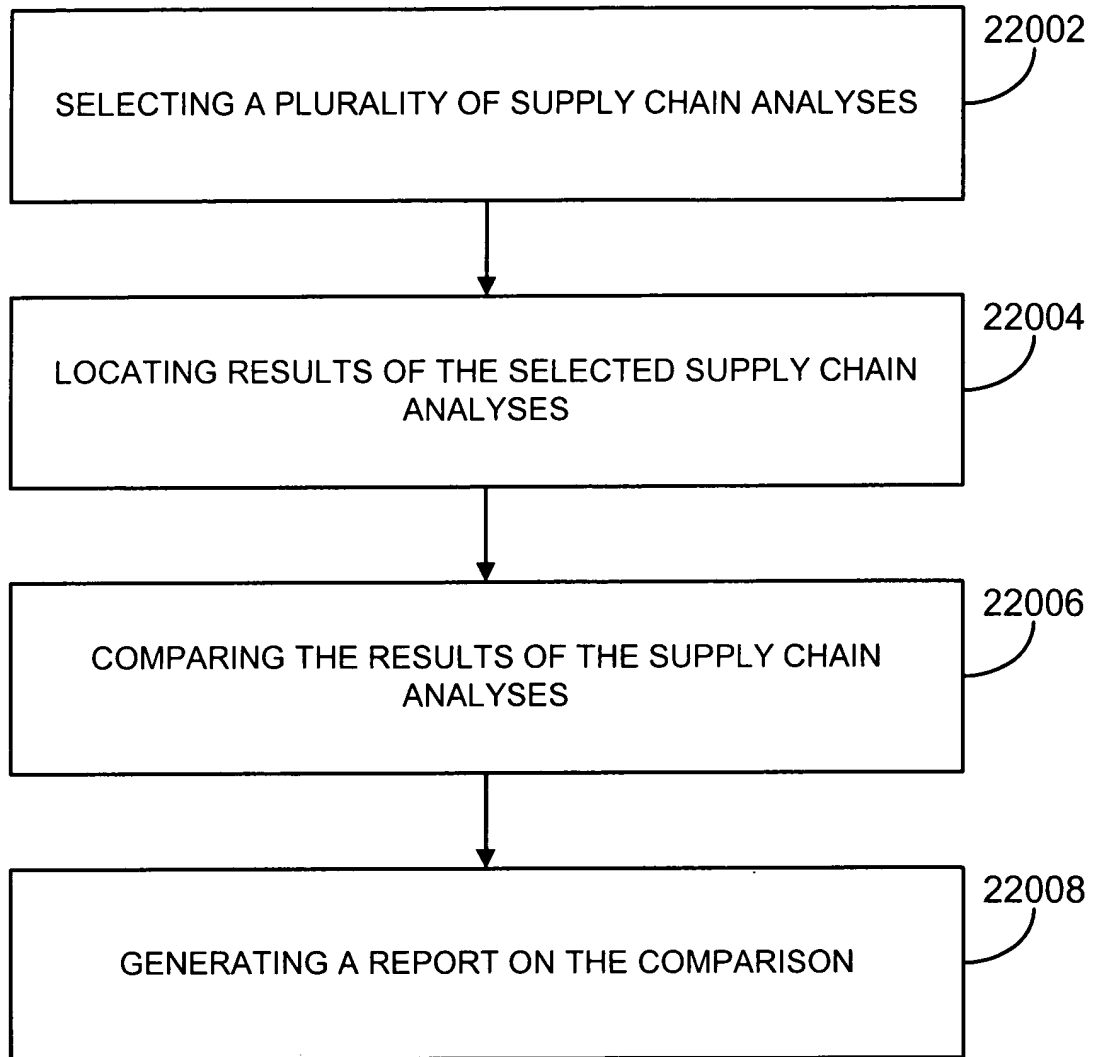 22002
SELECTING A PLURALITY OF SUPPLY CHAIN ANALYSES
22004
LOCATING RESULTS OF THE SELECTED SUPPLY CHAIN
ANALYSES
22006
COMPARING THE RESULTS OF THE SUPPLY CHAIN
ANALYSES
22008
GENERATING A REPORT ON THE COMPARISON